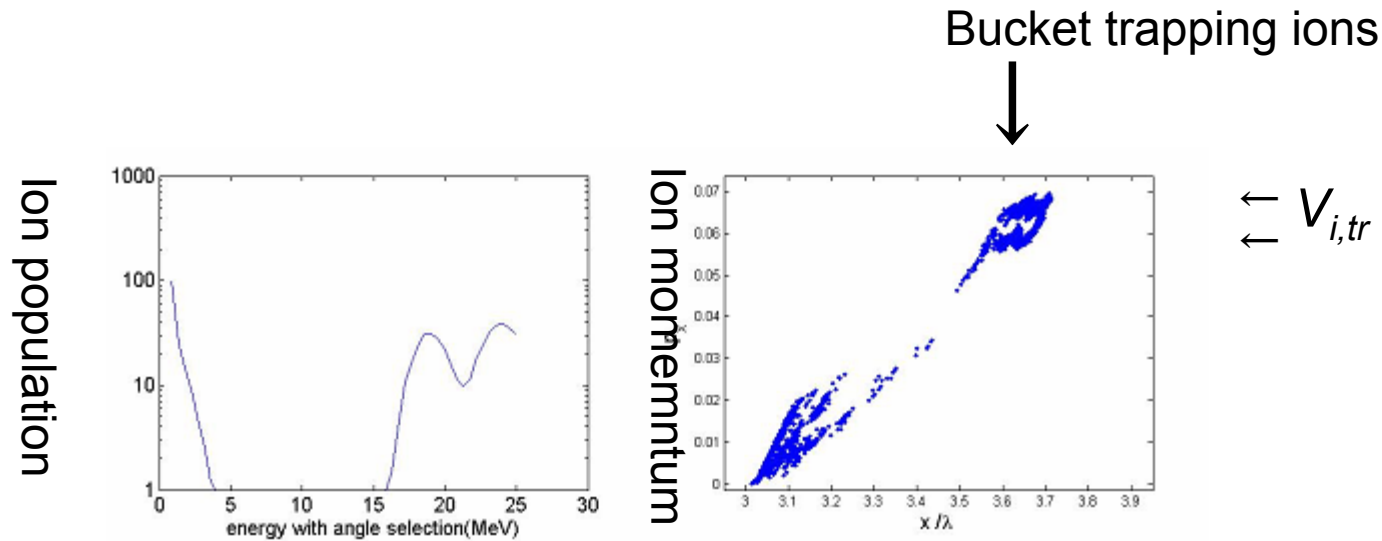 Bucket trapping ions
Ion population
1000
100
10
1
0 5 10 15 20 25 30
energy with angle selection(MeV)
Ion momemntum
0.07
0.06
0.05
0.04
0.03
0.02
0.01
0
3 3.1 3.2 3.3 3.4 3.5 3.6 3.7 3.8 3.9
x /λ
← V_{i,tr}
←